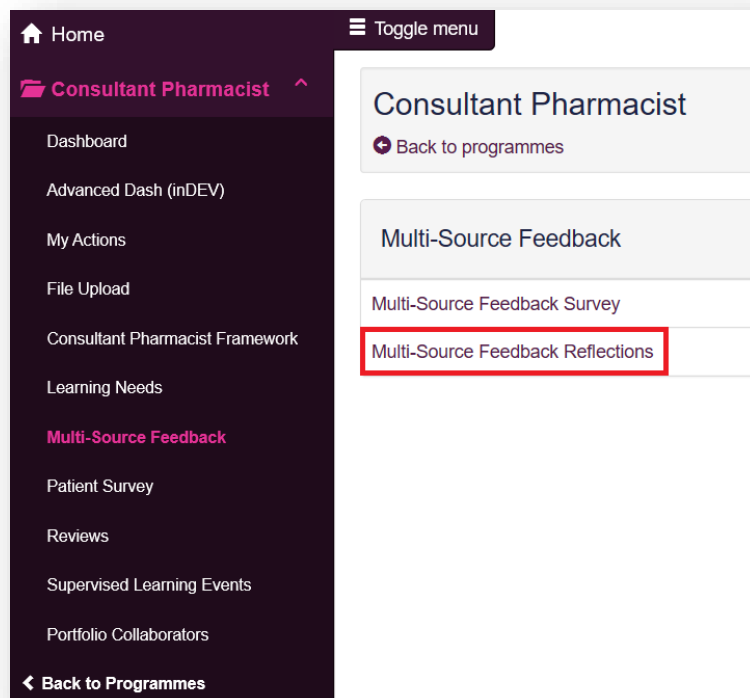 Home
Consultant Pharmacist
Dashboard
Advanced Dash (inDEV)
My Actions
File Upload
Consultant Pharmacist Framework
Learning Needs
Multi-Source Feedback
Patient Survey
Reviews
Supervised Learning Events
Portfolio Collaborators
Back to Programmes
Toggle menu
Consultant Pharmacist
Back to programmes
Multi-Source Feedback
Multi-Source Feedback Survey
Multi-Source Feedback Reflections